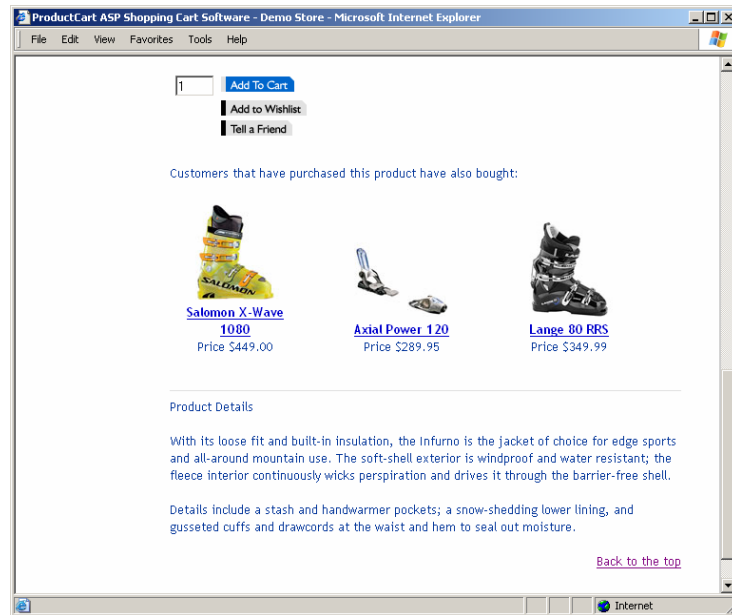 ProductCart ASP Shopping Cart Software - Demo Store - Microsoft Internet Explorer
File Edit View Favorites Tools Help
1 Add To Cart
Add to Wishlist
Tell a Friend
Customers that have purchased this product have also bought:
SALOMON
Salomon X-Wave
1080
Price $449.00
Axial Power 120
Price $289.95
Lange 80 RRS
Price $349.99
Product Details
With its loose fit and built-in insulation, the Infurno is the jacket of choice for edge sports
and all-around mountain use. The soft-shell exterior is windproof and water resistant; the
fleece interior continuously wicks perspiration and drives it through the barrier-free shell.
Details include a stash and handwarmer pockets; a snow-shedding lower lining, and
gusseted cuffs and drawcords at the waist and hem to seal out moisture.
Back to the top
Internet